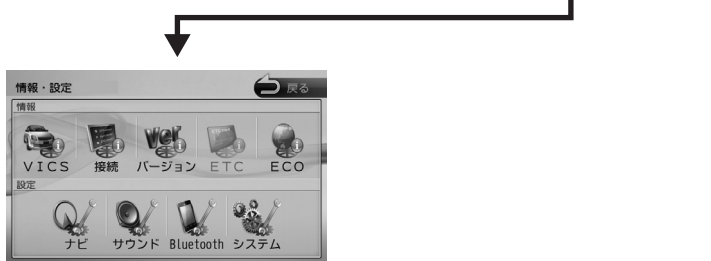 情報・設定 戻る
情報
VICS 接続 バージョン ETC ECO
設定
ナビ サウンド Bluetooth システム